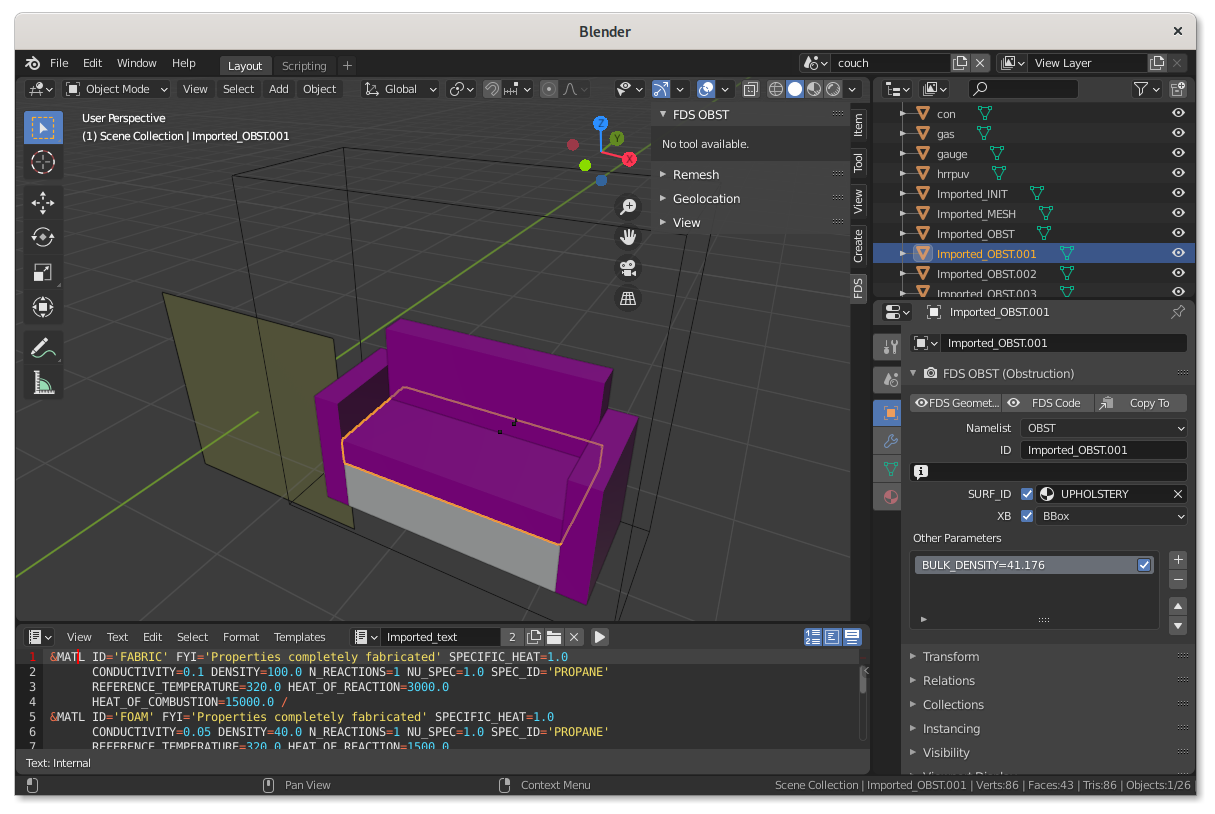 Blender
File Edit Window Help Layout Scripting + couch View Layer
Object Mode View Select Add Object Global
User Perspective
(1) Scene Collection | Imported_OBST.001
Z
Y
X
FDS OBST
No tool available.
Remesh
Geolocation
View
Item
Tool
View
Create
FDS
con
gas
gauge
hrrpuv
Imported_INIT
Imported_MESH
Imported_OBST
Imported_OBST.001
Imported_OBST.002
Imported_OBST.003
Imported_OBST.001
Imported_OBST.001
FDS OBST (Obstruction)
FDS Geomet... FDS Code Copy To
Namelist OBST
ID Imported_OBST.001
SURF_ID UPHOLSTERY
XB BBox
Other Parameters
BULK_DENSITY=41.176
Transform
Relations
Collections
Instancing
Visibility
Viewport Displ
View Text Edit Select Format Templates Imported_text 2
1 &MATL ID='FABRIC' FYI='Properties completely fabricated' SPECIFIC_HEAT=1.0
2 CONDUCTIVITY=0.1 DENSITY=100.0 N_REACTIONS=1 NU_SPEC=1.0 SPEC_ID='PROPANE'
3 REFERENCE_TEMPERATURE=320.0 HEAT_OF_REACTION=3000.0
4 HEAT_OF_COMBUSTION=15000.0 /
5 &MATL ID='FOAM' FYI='Properties completely fabricated' SPECIFIC_HEAT=1.0
6 CONDUCTIVITY=0.05 DENSITY=40.0 N_REACTIONS=1 NU_SPEC=1.0 SPEC_ID='PROPANE'
7 REFERENCE_TEMPERATURE=320.0 HEAT_OF_REACTION=1500.0
Text: Internal
Pan View Context Menu Scene Collection | Imported_OBST.001 | Verts:86 | Faces:43 | Tris:86 | Objects:1/26